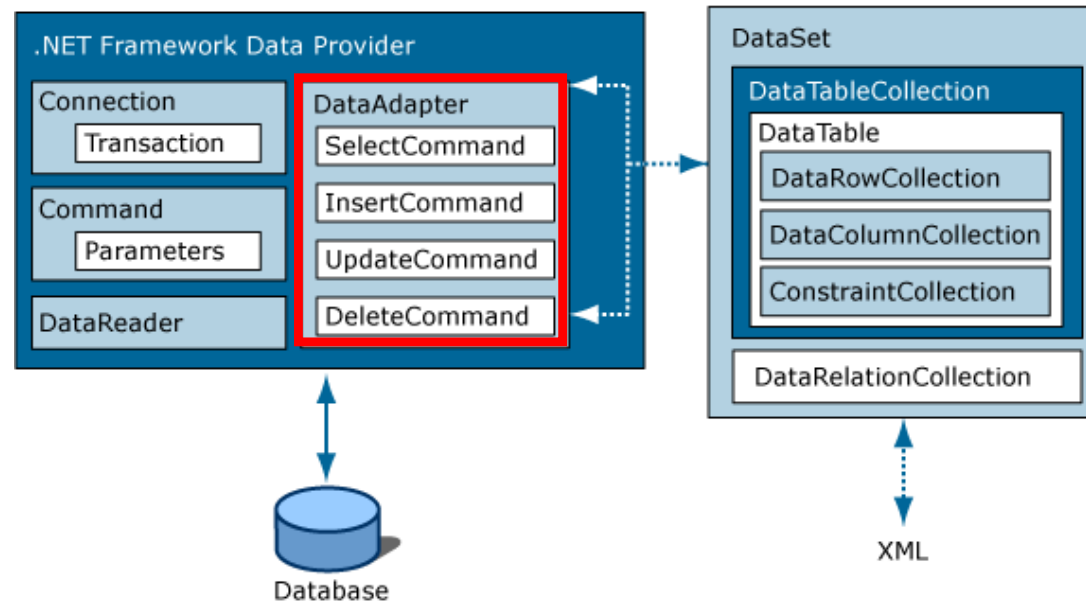 .NET Framework Data Provider
Connection
Transaction
Command
Parameters
DataReader
DataAdapter
SelectCommand
InsertCommand
UpdateCommand
DeleteCommand
Database
DataSet
DataTableCollection
DataTable
DataRowCollection
DataColumnCollection
ConstraintCollection
DataRelationCollection
XML